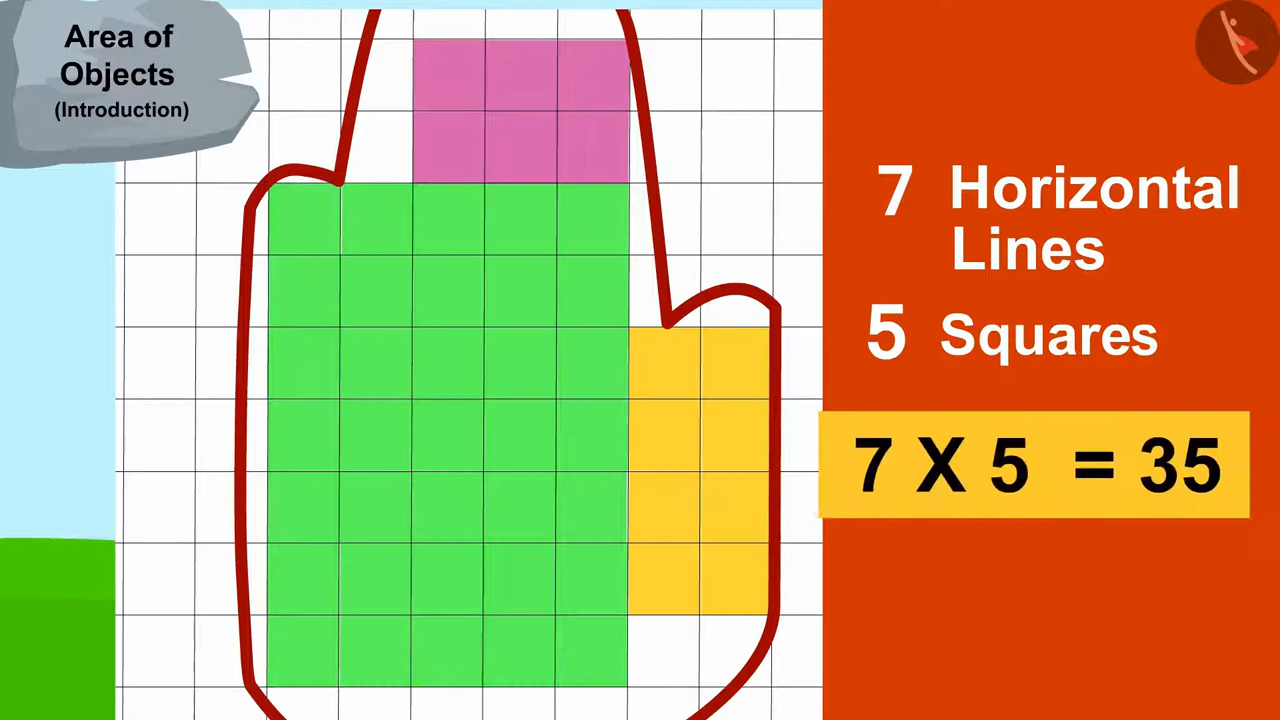 Area of
Objects
(Introduction)
7 Horizontal
Lines
5 Squares
7 X 5 = 35